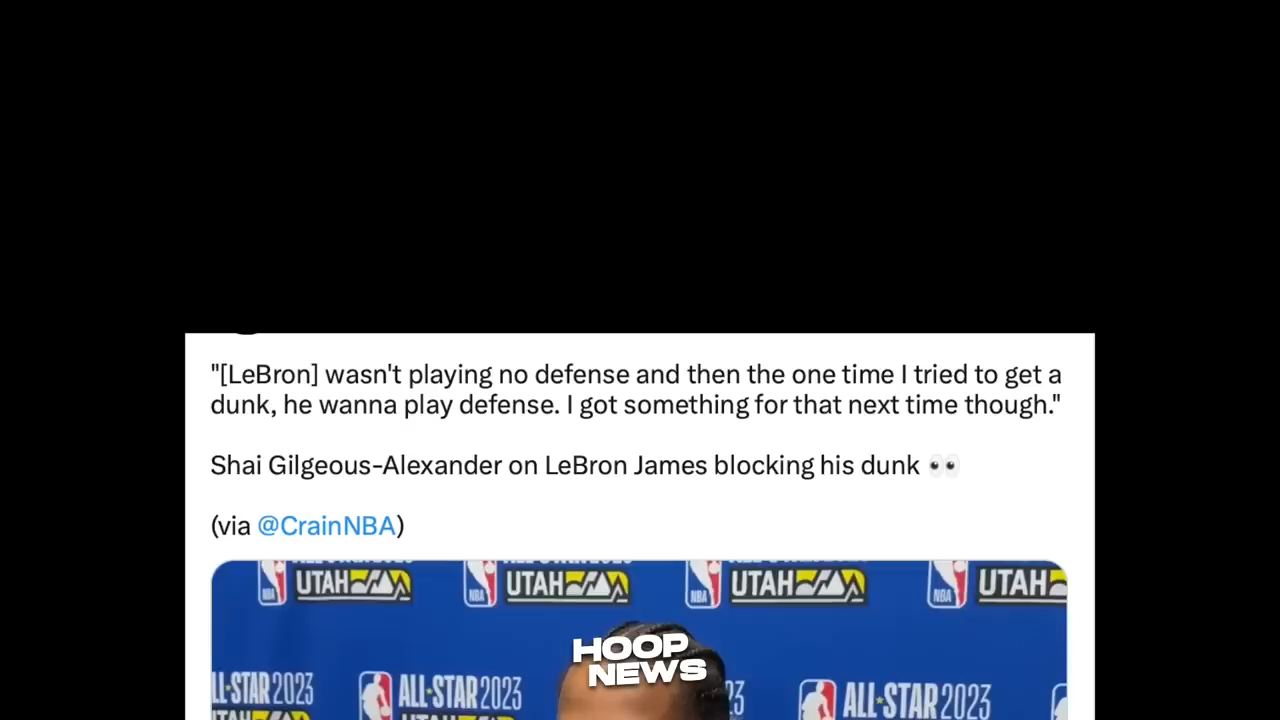 "[LeBron] wasn't playing no defense and then the one time I tried to get a
dunk, he wanna play defense. I got something for that next time though."
Shai Gilgeous-Alexander on LeBron James blocking his dunk 👀
(via @CrainNBA)
NBA UTAH NBA UTAH NBA UTAH NBA UTAH
HOOP
NEWS
ALL★STAR 2023 ALL★STAR 2023 ALL★STAR 2023
UTAH UTAH